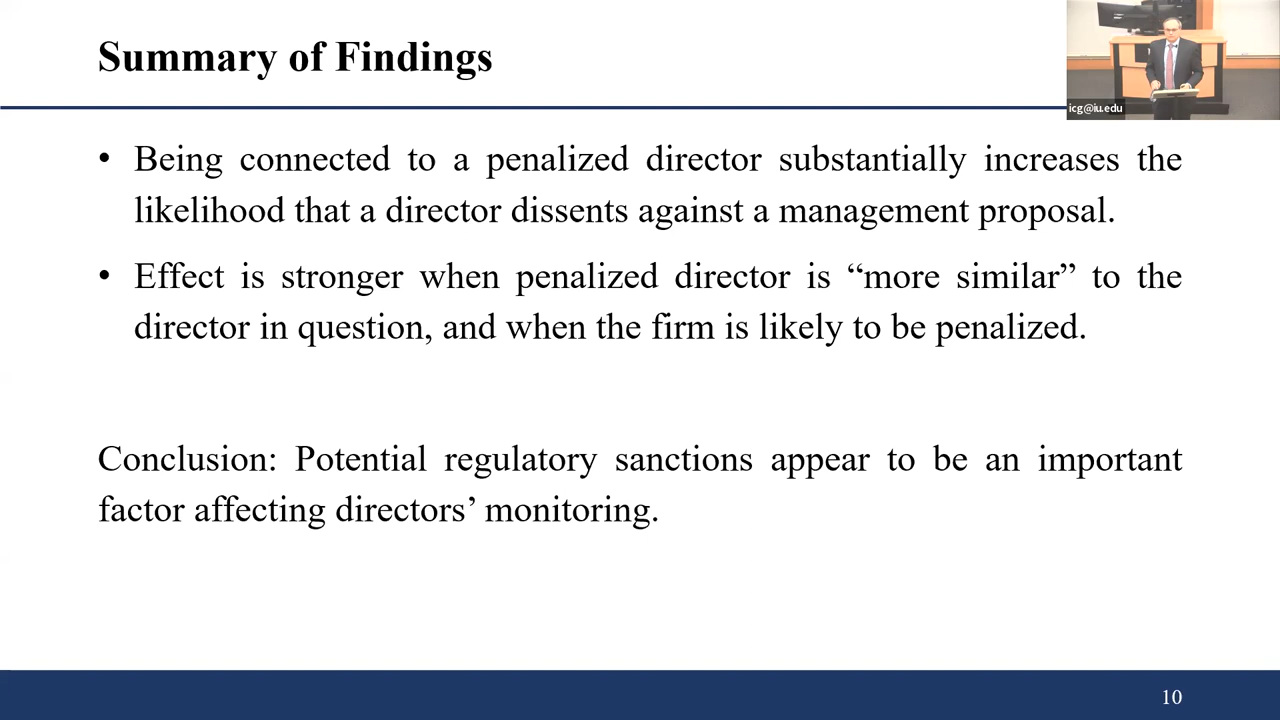 Summary of Findings
icg@iu.edu
• Being connected to a penalized director substantially increases the
likelihood that a director dissents against a management proposal.
• Effect is stronger when penalized director is “more similar” to the
director in question, and when the firm is likely to be penalized.
Conclusion: Potential regulatory sanctions appear to be an important
factor affecting directors’ monitoring.
10